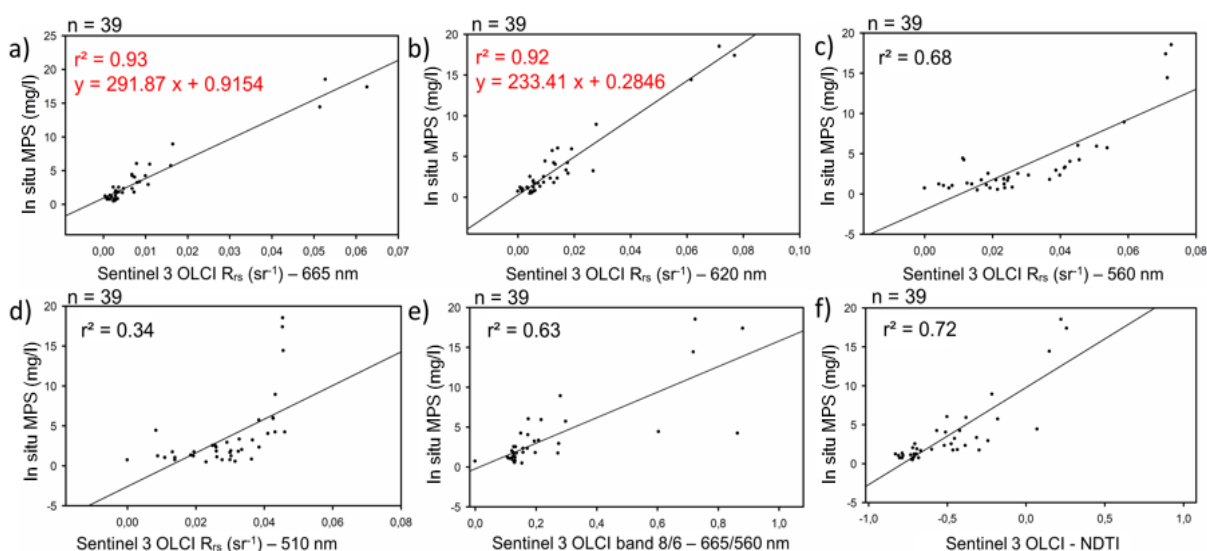 n = 39
a)
r² = 0.93
y = 291.87 x + 0.9154
In situ MPS (mg/l)
25
20
15
10
5
0
0,00 0,01 0,02 0,03 0,04 0,05 0,06 0,07
Sentinel 3 OLCI Rrs (sr⁻¹) – 665 nm
n = 39
b)
r² = 0.92
y = 233.41 x + 0.2846
In situ MPS (mg/l)
20
15
10
5
0
-5
0,00 0,02 0,04 0,06 0,08 0,10
Sentinel 3 OLCI Rrs (sr⁻¹) – 620 nm
n = 39
c)
r² = 0.68
In situ MPS (mg/l)
20
15
10
5
0
-5
0,00 0,02 0,04 0,06 0,08
Sentinel 3 OLCI Rrs (sr⁻¹) – 560 nm
n = 39
d)
r² = 0.34
In situ MPS (mg/l)
20
15
10
5
0
-5
0,00 0,02 0,04 0,06 0,08
Sentinel 3 OLCI Rrs (sr⁻¹) – 510 nm
n = 39
e)
r² = 0.63
In situ MPS (mg/l)
20
15
10
5
0
-5
0,0 0,2 0,4 0,6 0,8 1,0
Sentinel 3 OLCI band 8/6 – 665/560nm
n = 39
f)
r² = 0.72
In situ MPS (mg/l)
20
15
10
5
0
-5
-1,0 -0,5 0,0 0,5 1,0
Sentinel 3 OLCI - NDTI